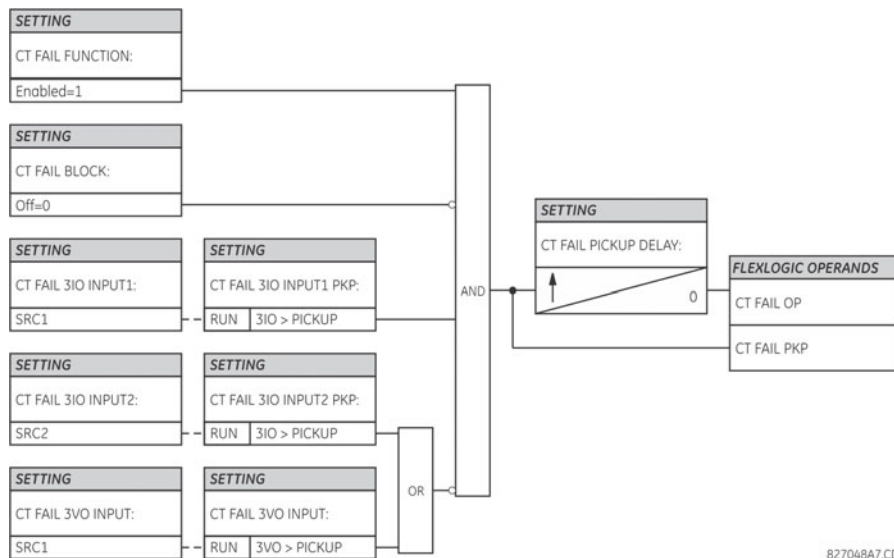 SETTING
CT FAIL FUNCTION:
Enabled=1
SETTING
CT FAIL BLOCK:
Off=0
SETTING
CT FAIL 3IO INPUT1:
SRC1
SETTING
CT FAIL 3IO INPUT1 PKP:
RUN 3IO > PICKUP
SETTING
CT FAIL 3IO INPUT2:
SRC2
SETTING
CT FAIL 3IO INPUT2 PKP:
RUN 3IO > PICKUP
SETTING
CT FAIL 3VO INPUT:
SRC1
SETTING
CT FAIL 3VO INPUT:
RUN 3VO > PICKUP
OR
AND
SETTING
CT FAIL PICKUP DELAY:
0
FLEXLOGIC OPERANDS
CT FAIL OP
CT FAIL PKP